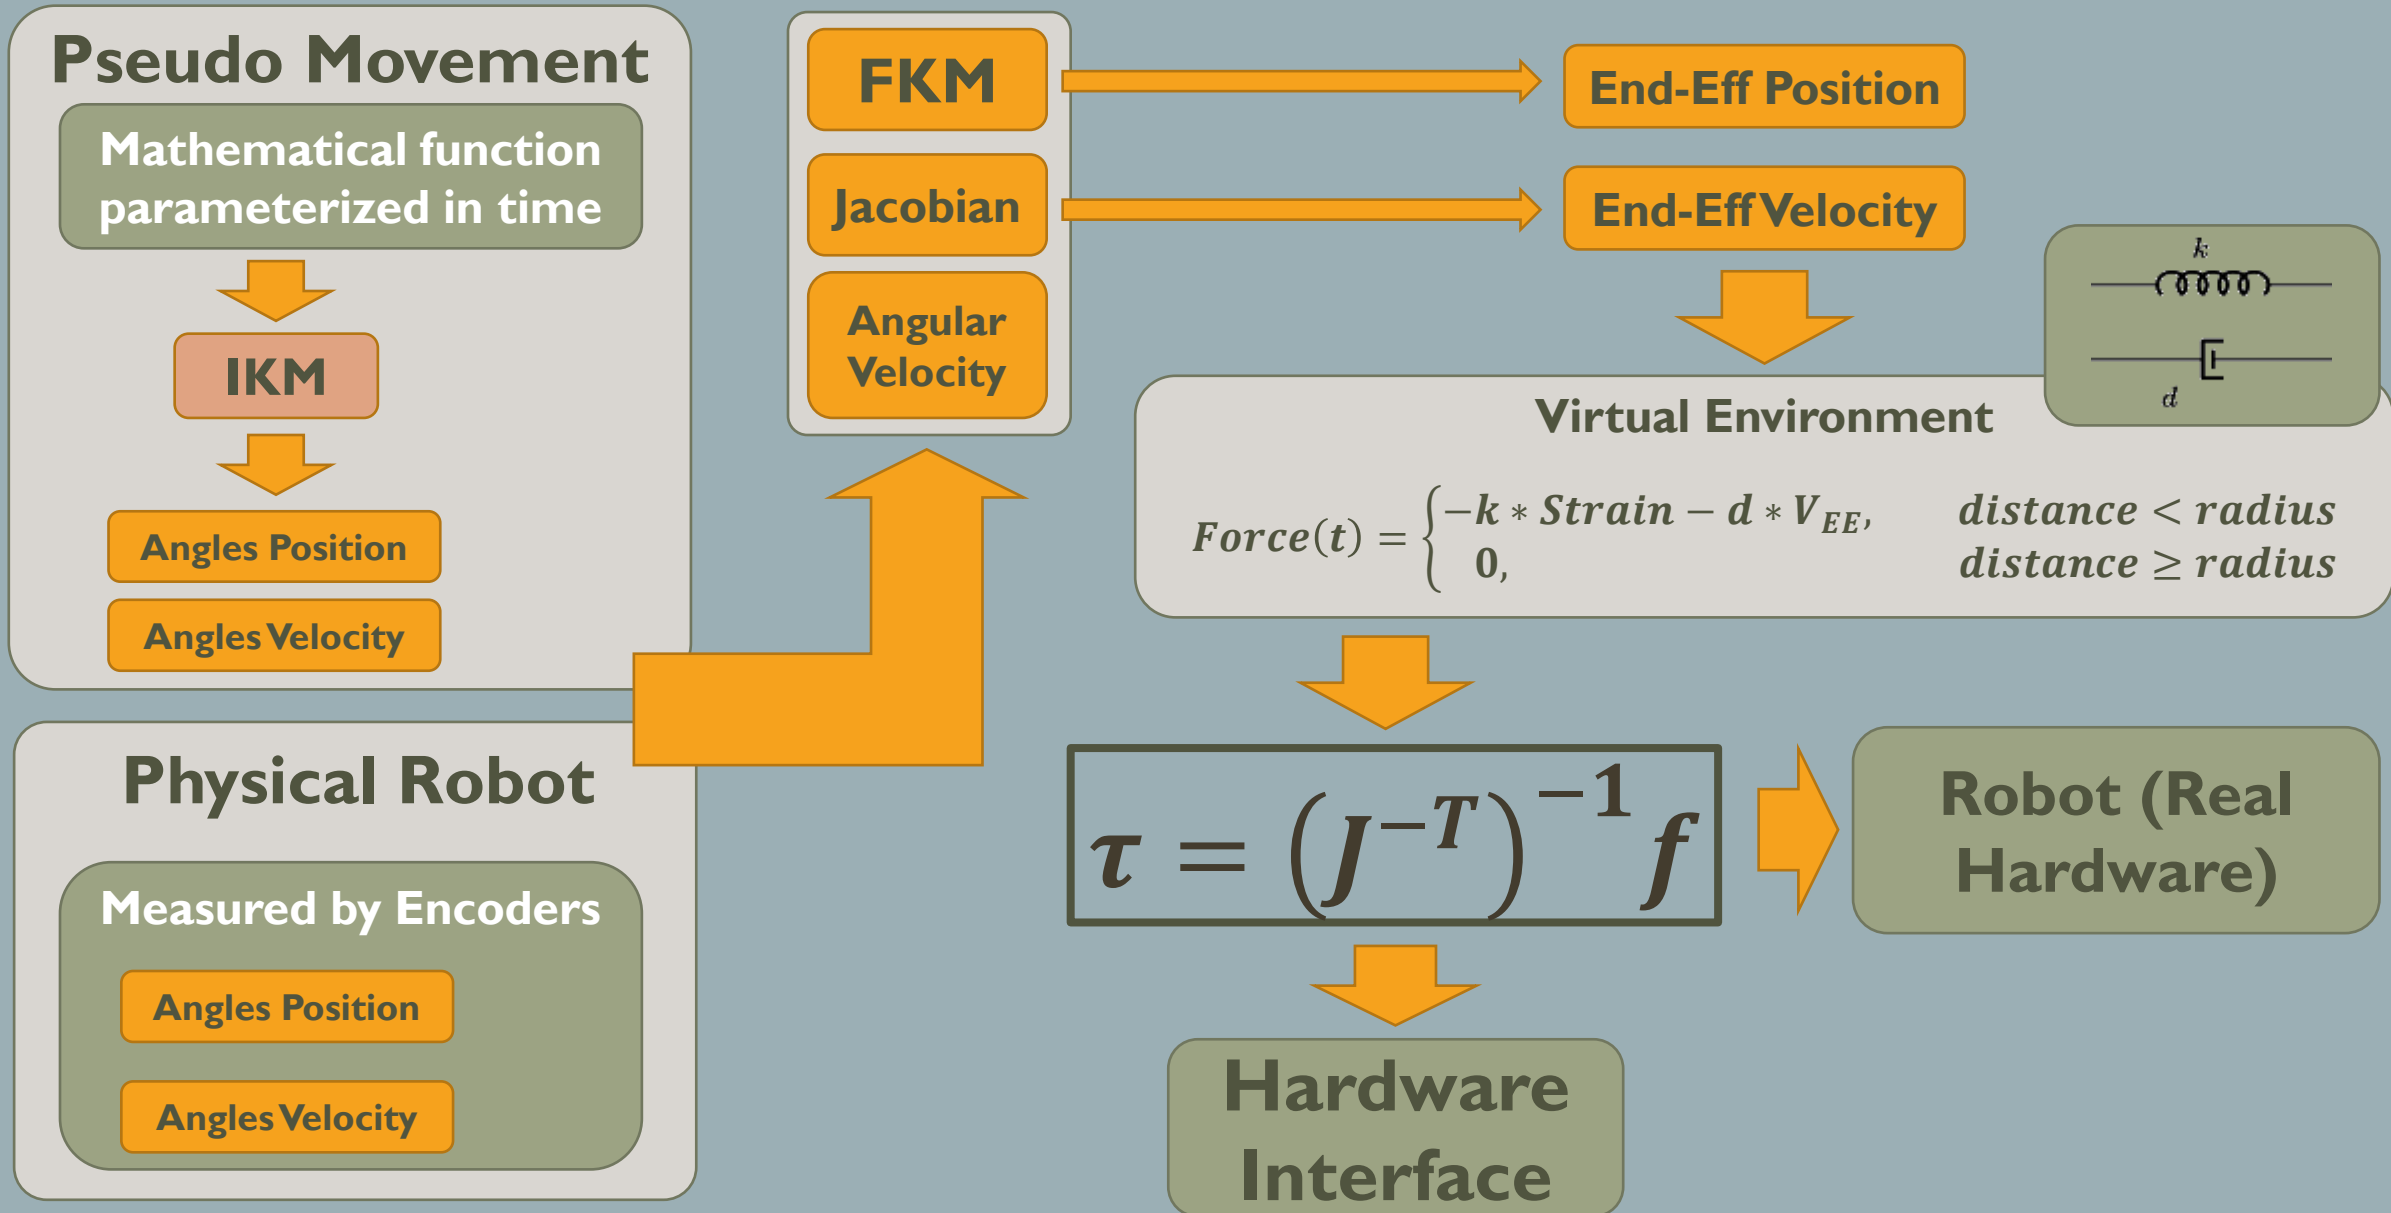 Pseudo Movement
Mathematical function
parameterized in time
IKM
Angles Position
Angles Velocity
Physical Robot
Measured by Encoders
Angles Position
Angles Velocity
FKM
Jacobian
Angular
Velocity
End-Eff Position
End-Eff Velocity
k
d
Virtual Environment
Force(t) = { −k ∗ Strain − d ∗ V_EE, distance < radius
0, distance ≥ radius
τ = (J^−T)^−1 f
Robot (Real
Hardware)
Hardware
Interface